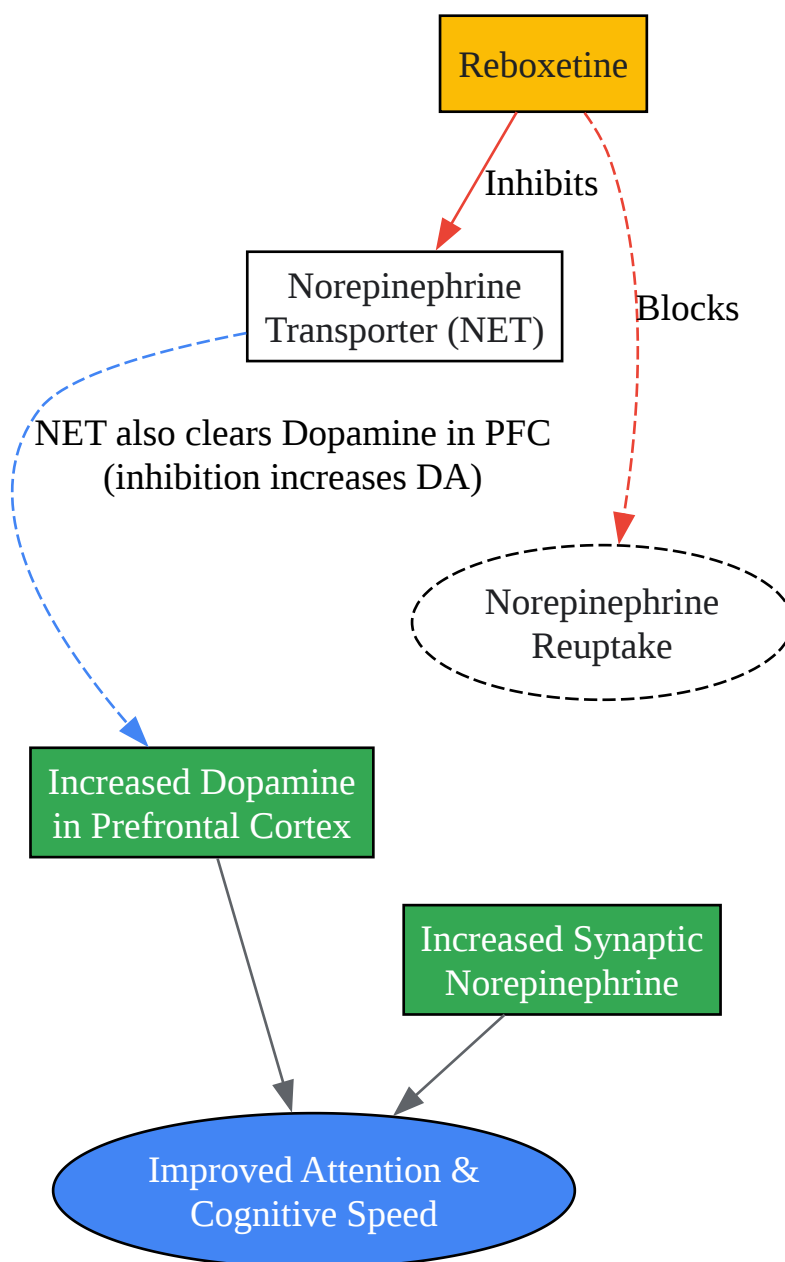 Reboxetine
Inhibits
Norepinephrine
Transporter (NET)
Blocks
NET also clears Dopamine in PFC
(inhibition increases DA)
Norepinephrine
Reuptake
Increased Dopamine
in Prefrontal Cortex
Increased Synaptic
Norepinephrine
Improved Attention &
Cognitive Speed